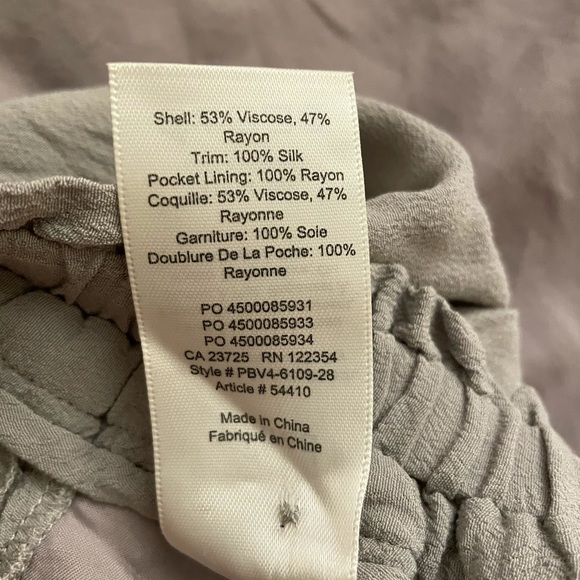 Shell: 53% Viscose, 47%
Rayon
Trim: 100% Silk
Pocket Lining: 100% Rayon
Coquille: 53% Viscose, 47%
Rayonne
Garniture: 100% Soie
Doublure De La Poche: 100%
Rayonne
PO 4500085931
PO 4500085933
PO 4500085934
CA 23725 RN 122354
Style # PBV4-6109-28
Article # 54410
Made in China
Fabriqué en Chine